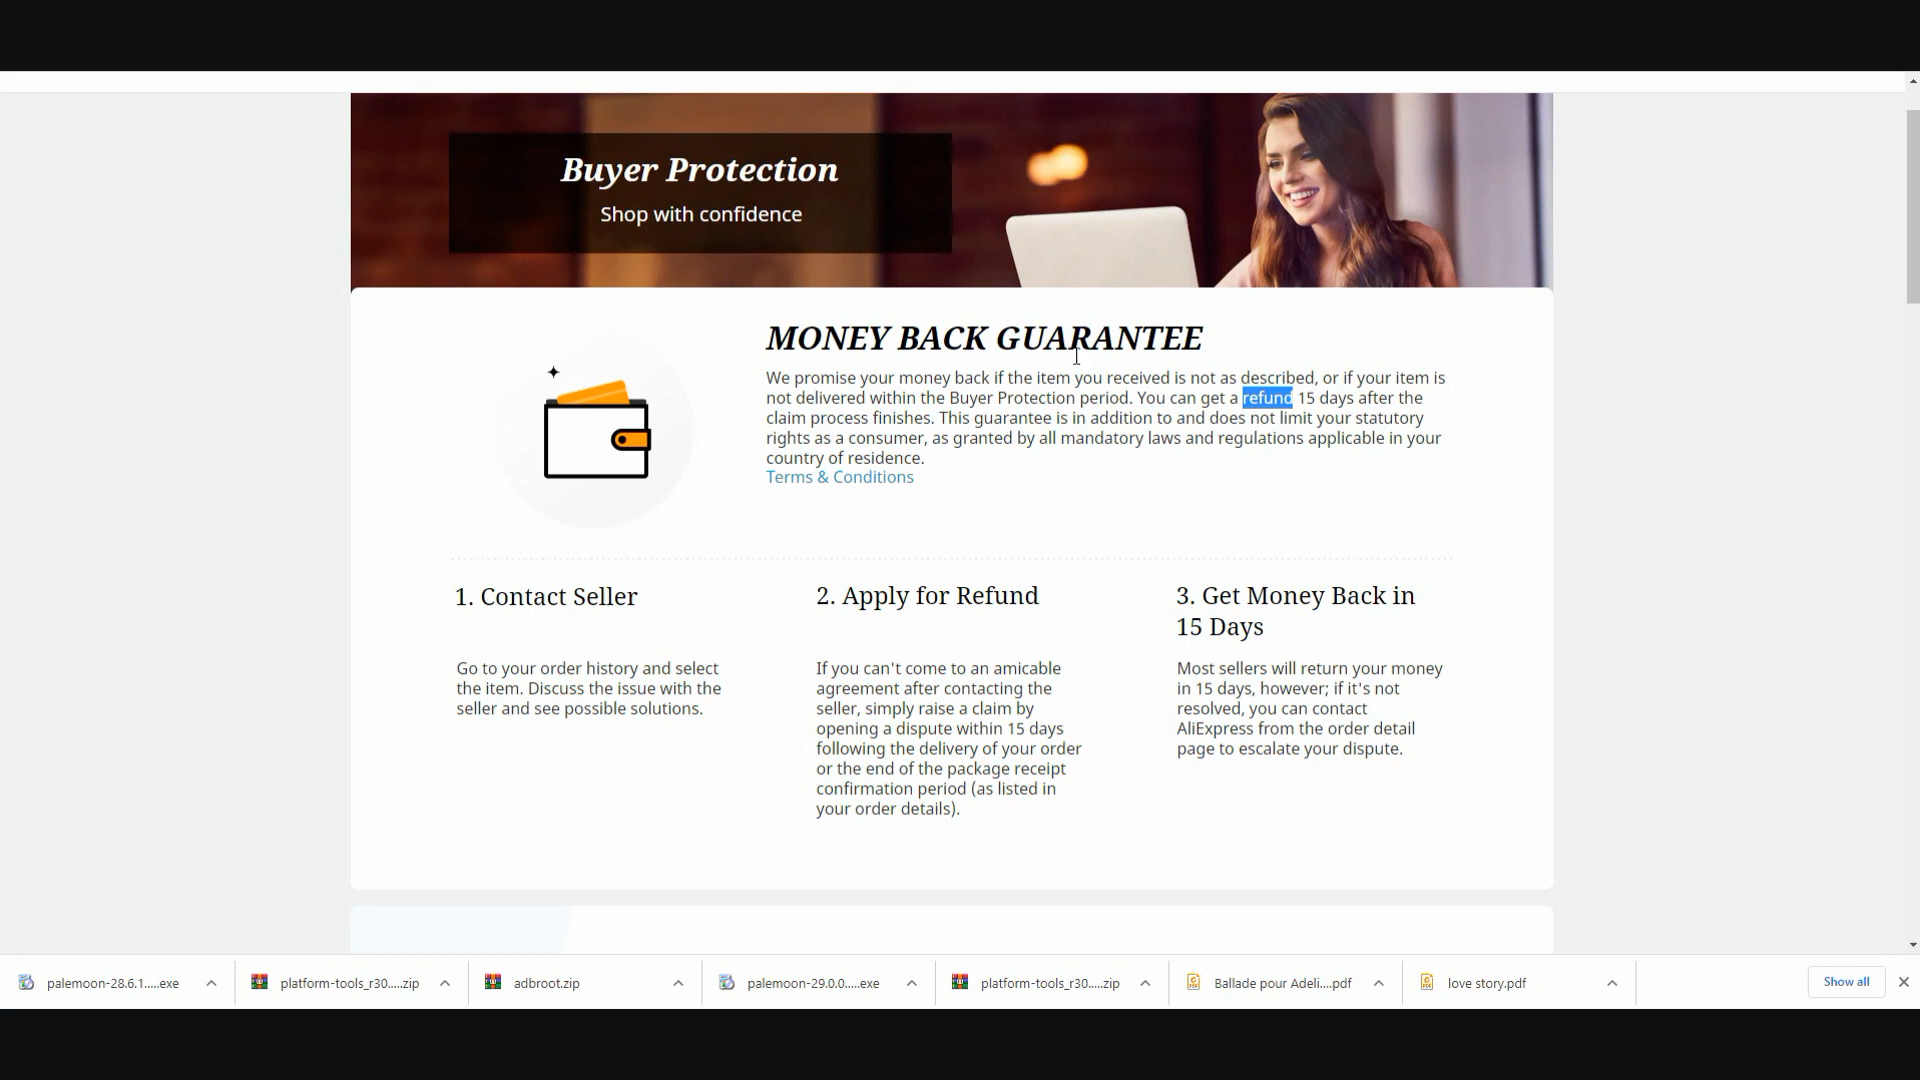 Buyer Protection
Shop with confidence
MONEY BACK GUARANTEE
We promise your money back if the item you received is not as described, or if your item is
not delivered within the Buyer Protection period. You can get a refund 15 days after the
claim process finishes. This guarantee is in addition to and does not limit your statutory
rights as a consumer, as granted by all mandatory laws and regulations applicable in your
country of residence.
Terms & Conditions
1. Contact Seller
Go to your order history and select
the item. Discuss the issue with the
seller and see possible solutions.
2. Apply for Refund
If you can't come to an amicable
agreement after contacting the
seller, simply raise a claim by
opening a dispute within 15 days
following the delivery of your order
or the end of the package receipt
confirmation period (as listed in
your order details).
3. Get Money Back in
15 Days
Most sellers will return your money
in 15 days, however; if it's not
resolved, you can contact
AliExpress from the order detail
page to escalate your dispute.
palemoon-28.6.1.....exe
platform-tools_r30.....zip
adbroot.zip
palemoon-29.0.0.....exe
platform-tools_r30.....zip
Ballade pour Adeli....pdf
love story.pdf
Show all